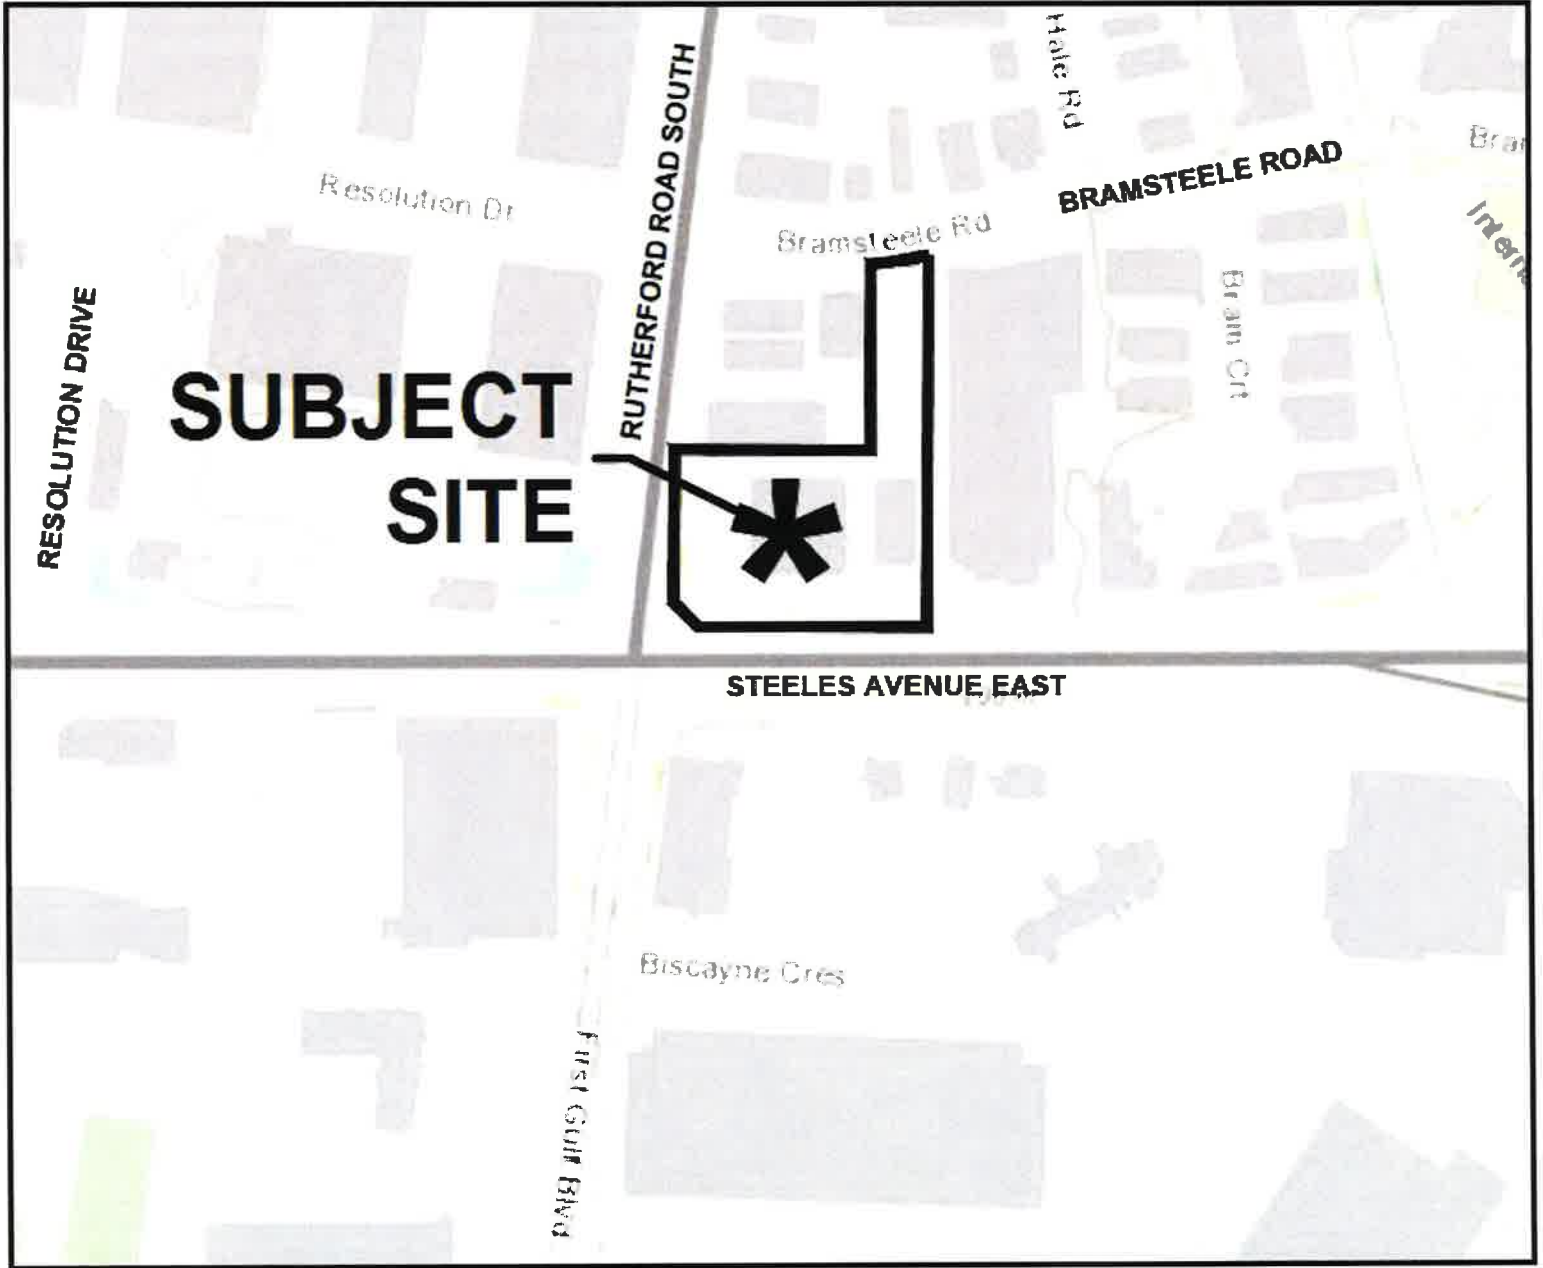 Hale Rd
RUTHERFORD ROAD SOUTH
BRAMSTEELE ROAD
Resolution Dr
Bramsteele Rd
RESOLUTION DRIVE
Bram Crt
SUBJECT
SITE
STEELES AVENUE EAST
Biscayne Cres
First Gulf Blvd